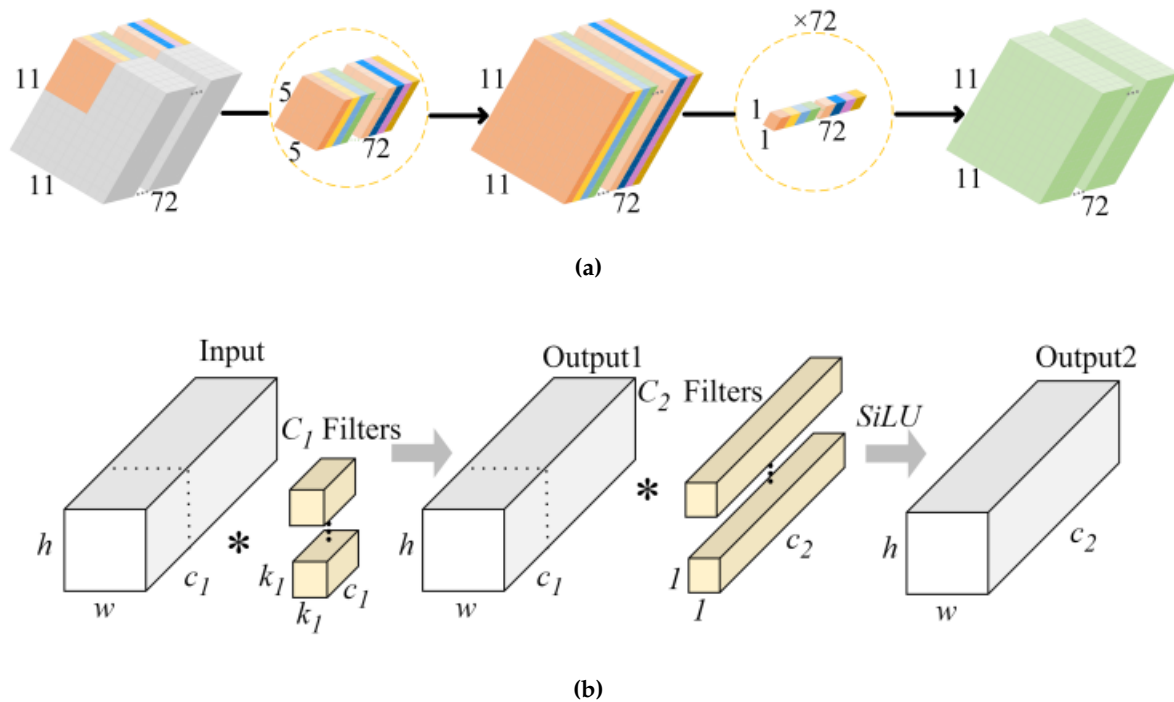 ×72
11
11
72
5
5
72
11
11
72
1
1
72
11
11
72
(a)
Input
Output1
Output2
C1 Filters
C2 Filters
SiLU
*
*
h
w
c1
k1
k1
c1
h
w
c1
1
1
c2
h
w
c2
(b)